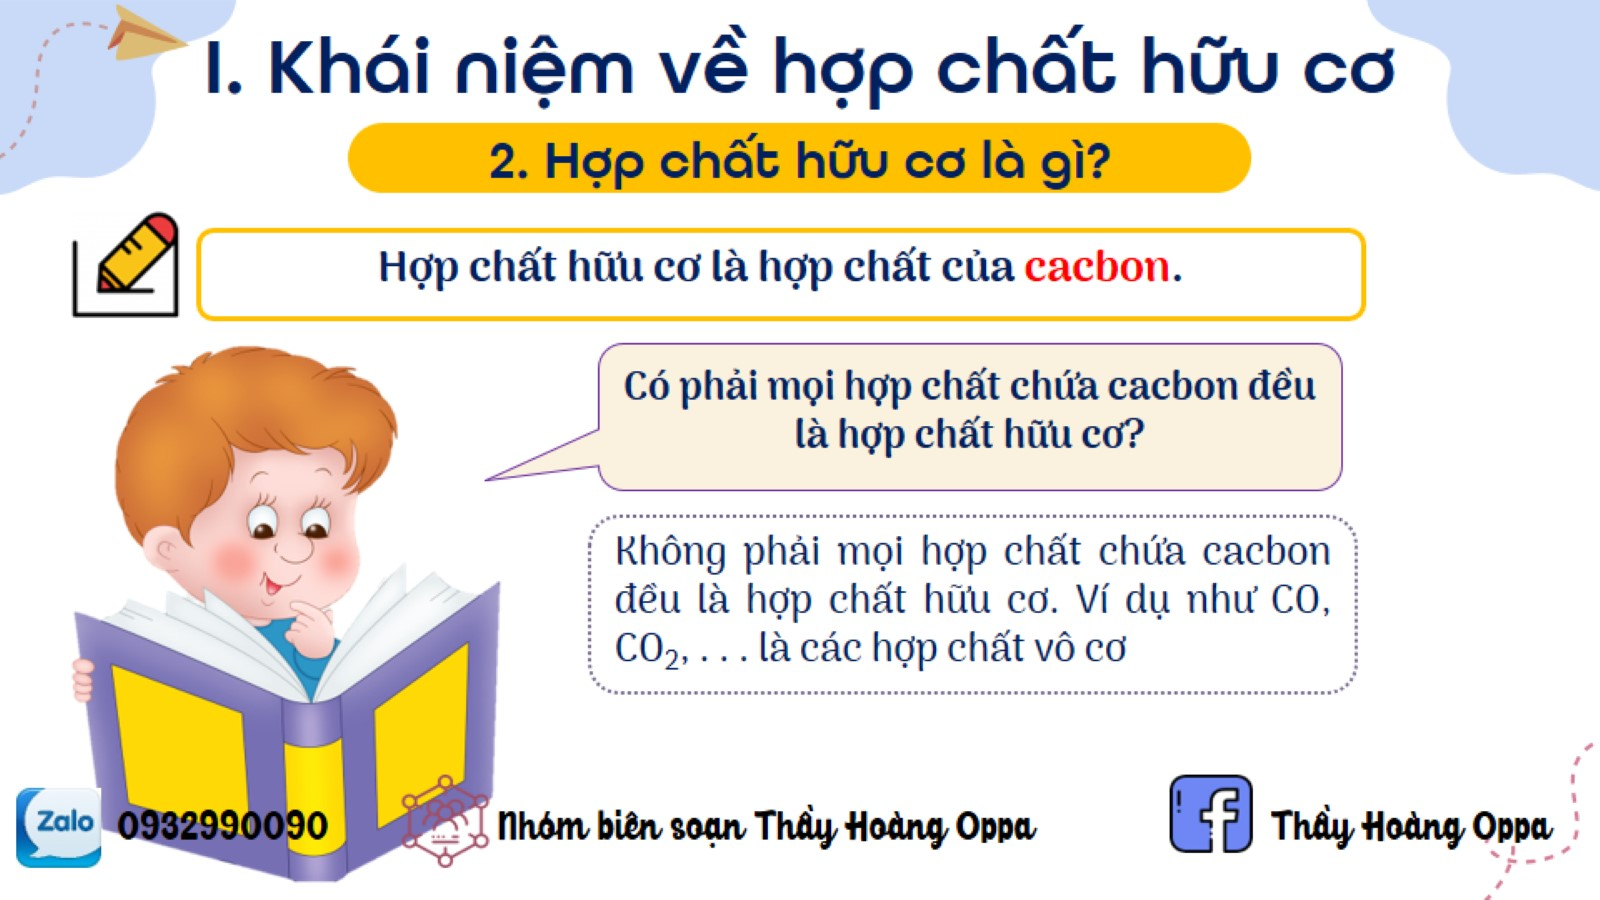 I. Khái niệm về hợp chất hữu cơ
2. Hợp chất hữu cơ là gì?
Hợp chất hữu cơ là hợp chất của cacbon.
Có phải mọi hợp chất chứa cacbon đều
là hợp chất hữu cơ?
Không phải mọi hợp chất chứa cacbon
đều là hợp chất hữu cơ. Ví dụ như CO,
CO₂, . . . là các hợp chất vô cơ
Zalo 0932990090
Nhóm biên soạn Thầy Hoàng Oppa
Thầy Hoàng Oppa